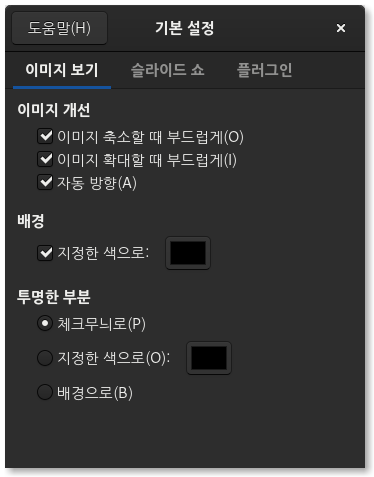 도움말(H) 기본 설정 ×
이미지 보기 슬라이드 쇼 플러그인
이미지 개선
이미지 축소할 때 부드럽게(O)
이미지 확대할 때 부드럽게(I)
자동 방향(A)
배경
지정한 색으로:
투명한 부분
체크무늬로(P)
지정한 색으로(O):
배경으로(B)